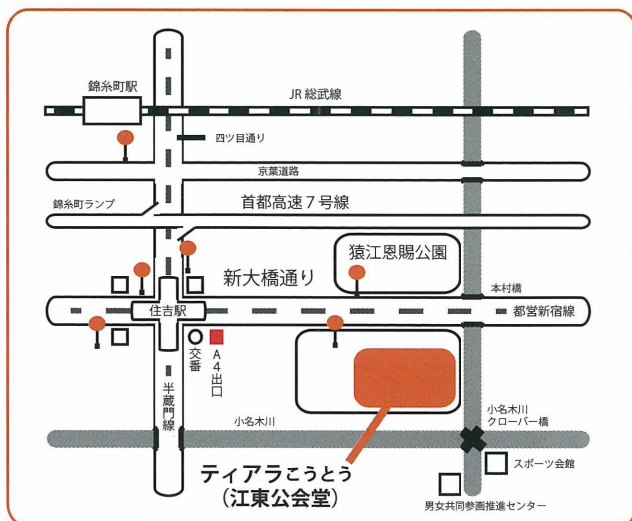 錦糸町駅
JR 総武線
四ツ目通り
京葉道路
錦糸町ランプ
首都高速7号線
猿江恩賜公園
新大橋通り
本村橋
住吉駅
都営新宿線
交番
A4出口
半蔵門線
小名木川
小名木川
クローバー橋
ティアラこうとう
(江東公会堂)
スポーツ会館
男女共同参画推進センター